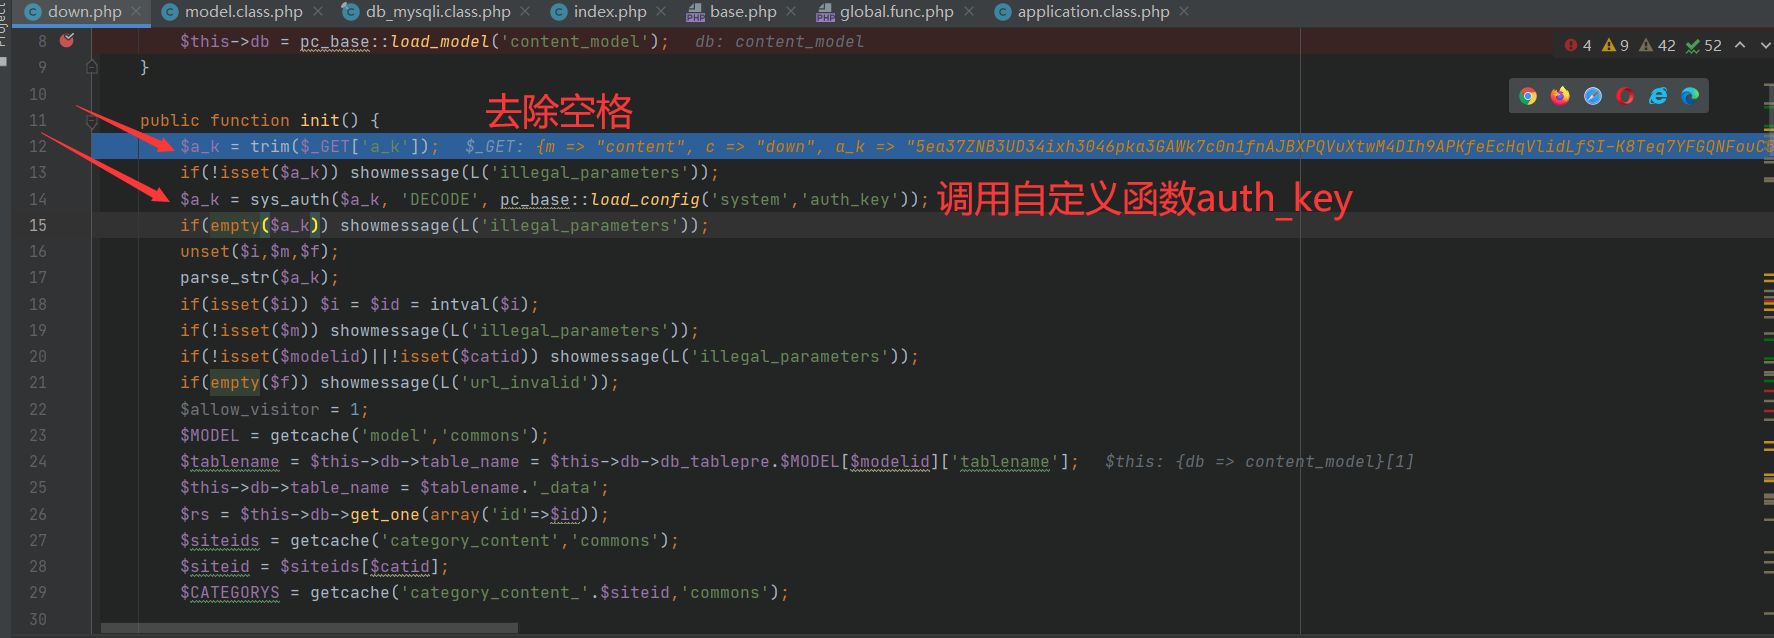 down.php model.class.php db_mysqli.class.php index.php base.php global.func.php application.class.php
8 $this->db = pc_base::load_model('content_model'); db: content_model
4 9 42 52
9 }
10
11 public function init() {
去除空格
12 $a_k = trim($_GET['a_k']); $_GET: {m => "content", c => "down", a_k => "5ea37ZNB3UD34ixh3046pka3GAWk7c0n1fnAJBXPQVuXtwM4DIh9APKfeEcHqVlidLfSI-K8Teq7YFGQNFouC
13 if(!isset($a_k)) showmessage(L('illegal_parameters'));
14 $a_k = sys_auth($a_k, 'DECODE', pc_base::load_config('system','auth_key'));
调用自定义函数auth_key
15 if(empty($a_k)) showmessage(L('illegal_parameters'));
16 unset($i,$m,$f);
17 parse_str($a_k);
18 if(isset($i)) $i = $id = intval($i);
19 if(!isset($m)) showmessage(L('illegal_parameters'));
20 if(!isset($modelid)||!isset($catid)) showmessage(L('illegal_parameters'));
21 if(empty($f)) showmessage(L('url_invalid'));
22 $allow_visitor = 1;
23 $MODEL = getcache('model','commons');
24 $tablename = $this->db->table_name = $this->db->db_tablepre.$MODEL[$modelid]['tablename']; $this: {db => content_model}[1]
25 $this->db->table_name = $tablename.'_data';
26 $rs = $this->db->get_one(array('id'=>$id));
27 $siteids = getcache('category_content','commons');
28 $siteid = $siteids[$catid];
29 $CATEGORYS = getcache('category_content_'.$siteid,'commons');
30